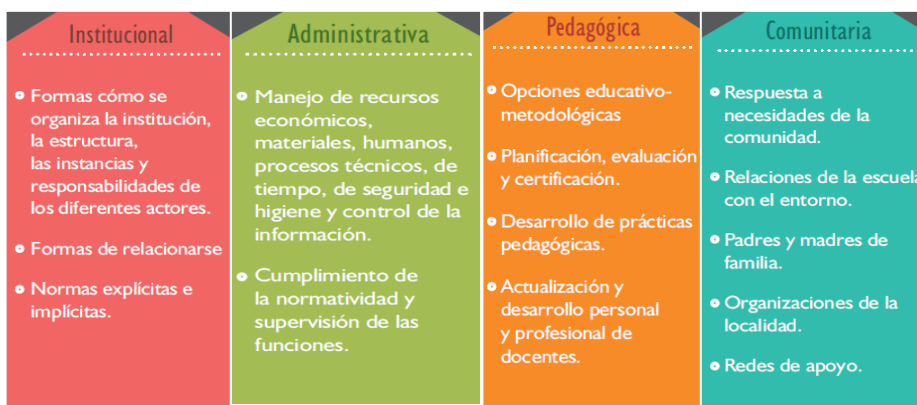 Institucional
Formas cómo se
organiza la institución,
la estructura,
las instancias y
responsabilidades de
los diferentes actores.
Formas de relacionarse
Normas explícitas e
implícitas.
Administrativa
Manejo de recursos
económicos,
materiales, humanos,
procesos técnicos, de
tiempo, de seguridad e
higiene y control de la
información.
Cumplimiento de
la normatividad y
supervisión de las
funciones.
Pedagógica
Opciones educativo-
metodológicas
Planificación, evaluación
y certificación.
Desarrollo de prácticas
pedagógicas.
Actualización y
desarrollo personal
y profesional de
docentes.
Comunitaria
Respuesta a
necesidades de la
comunidad.
Relaciones de la escuela
con el entorno.
Padres y madres de
familia.
Organizaciones de la
localidad.
Redes de apoyo.